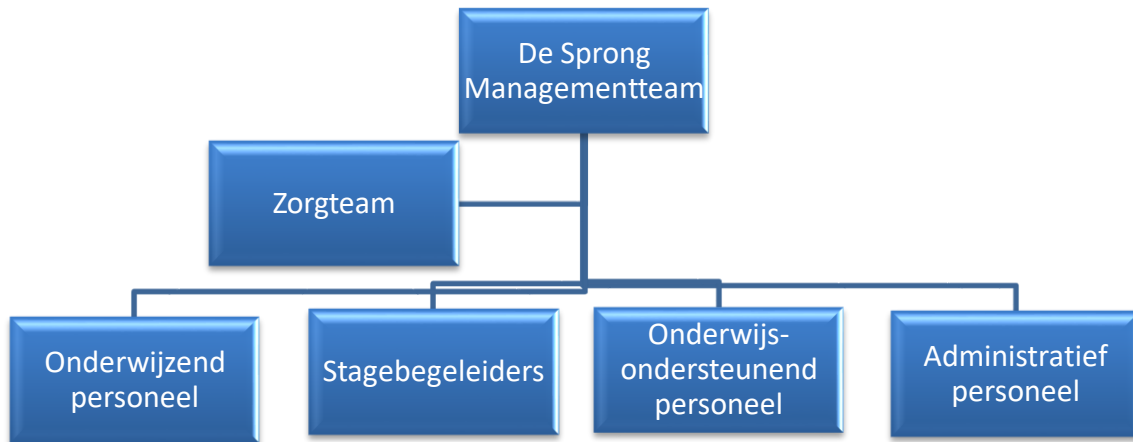 De Sprong
Managementteam
Zorgteam
Onderwijzend
personeel
Stagebegeleiders
Onderwijs-
ondersteunend
personeel
Administratief
personeel